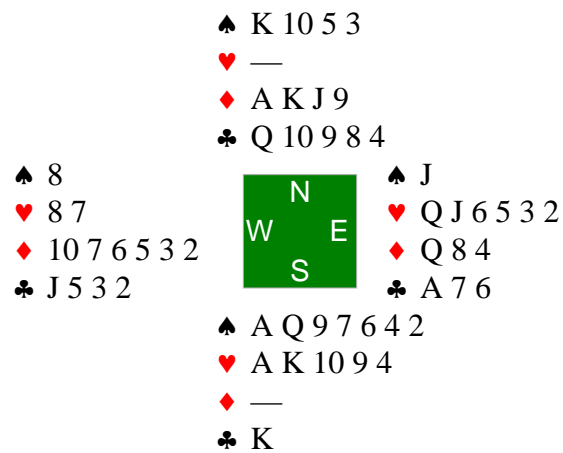 ♠ K 10 5 3
♥ —
♦ A K J 9
♣ Q 10 9 8 4
♠ 8
♥ 8 7
♦ 10 7 6 5 3 2
♣ J 5 3 2
N
W E
S
♠ J
♥ Q J 6 5 3 2
♦ Q 8 4
♣ A 7 6
♠ A Q 9 7 6 4 2
♥ A K 10 9 4
♦ —
♣ K